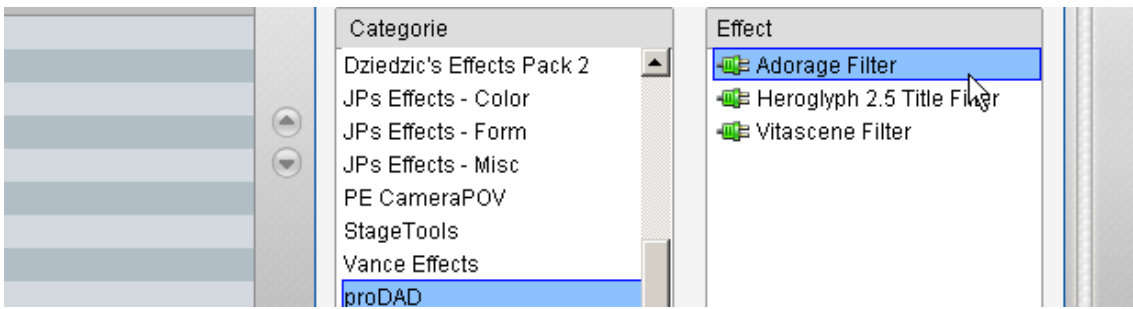 Categorie
Dziedzic's Effects Pack 2
JPs Effects - Color
JPs Effects - Form
JPs Effects - Misc
PE CameraPOV
StageTools
Vance Effects
proDAD
Effect
Adorage Filter
Heroglyph 2.5 Title Filter
Vitascene Filter